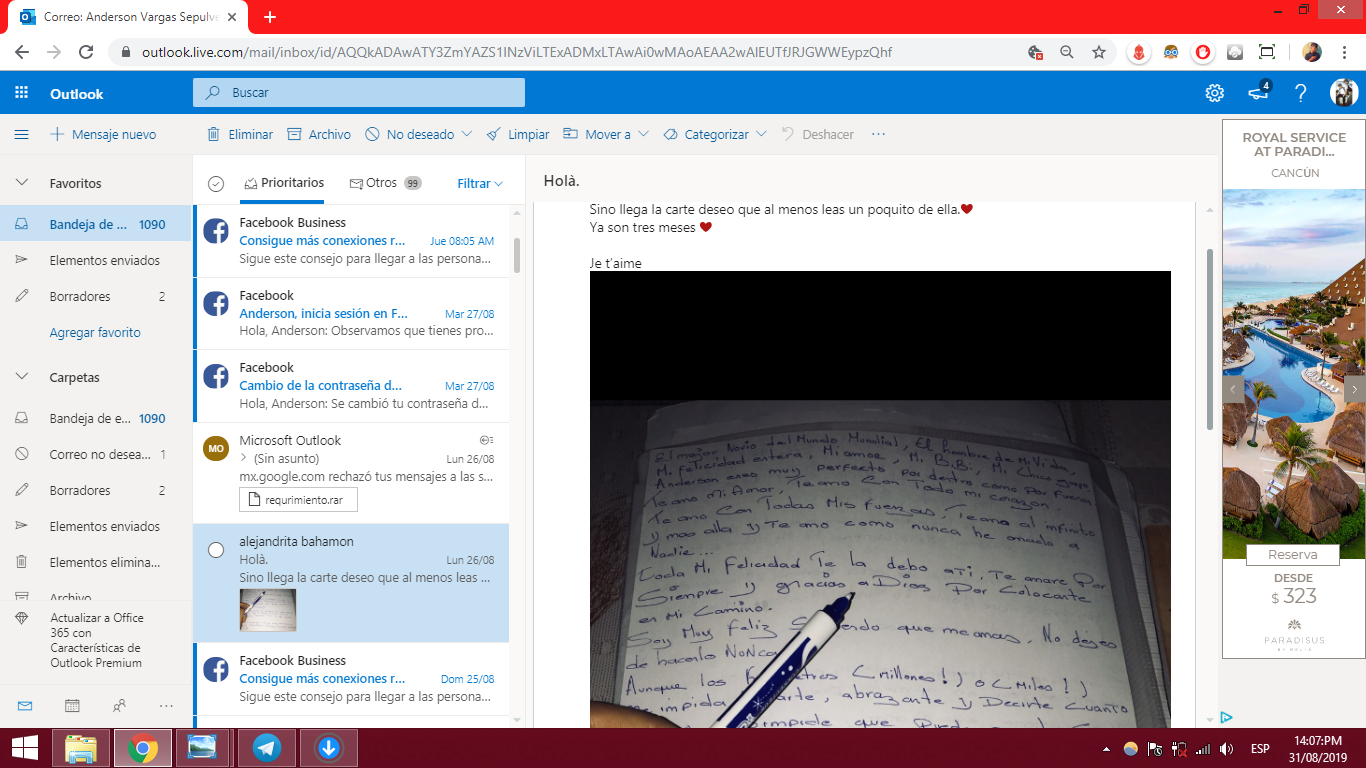 Correo: Anderson Vargas Sepulve
outlook.live.com/mail/inbox/id/AQQkADAwATY3ZmYAZS1INzViLTExADMxLTAwAi0wMAoAEAA2wAlEUTfJRJGWWEypzQhf
Outlook
Buscar
4
Mensaje nuevo
Eliminar
Archivo
No deseado
Limpiar
Mover a
Categorizar
Deshacer
Favoritos
Bandeja de ... 1090
Elementos enviados
Borradores 2
Agregar favorito
Carpetas
Bandeja de e... 1090
Correo no desea... 1
Borradores 2
Elementos enviados
Elementos elimina...
Archivo
Actualizar a Office
365 con
Características de
Outlook Premium
Prioritarios
Otros 99
Filtrar
Facebook Business
Consigue más conexiones r... Jue 08:05 AM
Sigue este consejo para llegar a las persona...
Facebook
Anderson, inicia sesión en F... Mar 27/08
Hola, Anderson: Observamos que tienes pro...
Facebook
Cambio de la contraseña d... Mar 27/08
Hola, Anderson: Se cambió tu contraseña d...
MO
Microsoft Outlook
(Sin asunto) Lun 26/08
mx.google.com rechazó tus mensajes a las s...
requrimiento.rar
alejandrita bahamon
Holà. Lun 26/08
Sino llega la carte deseo que al menos leas ...
Facebook Business
Consigue más conexiones r... Dom 25/08
Sigue este consejo para llegar a las persona...
Holà.
Sino llega la carte deseo que al menos leas un poquito de ella.❤
Ya son tres meses ❤
Je t'aime
El mejor Novio del Mundo Mundial, El hombre de Mi Vida,
Mi felicidad entera, Mi amor, Mi B.B, Mi Chico guapo
Anderson eres muy perfecto por dentro como por fuera
Te amo Mi Amor, Te amo Con Todo mi corazon.
Te amo Con Todas Mis Fuerzas, Te amo al infinito
y mas alla y Te amo como nunca he amado a
Nadie...
Toda Mi Felicidad Te la debo a Ti, Te amare Por
Siempre y gracias a Dios Por Colocarte
en Mi Camino.
Soy Muy feliz que me amas, No dejes
de hacerlo NuNca
Aunque los (millones!) o (Miles!)
impida, abrazarte y Decirte Cuanto
impide que
ROYAL SERVICE
AT PARADI...
CANCÚN
Reserva
DESDE
$ 323
PARADISUS
BY MELIÁ
ESP
14:07:PM
31/08/2019